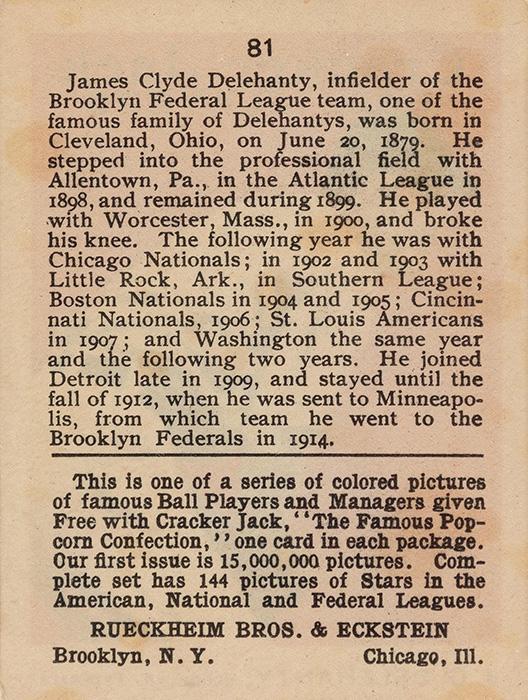 81
James Clyde Delehanty, infielder of the
Brooklyn Federal League team, one of the
famous family of Delehantys, was born in
Cleveland, Ohio, on June 20, 1879. He
stepped into the professional field with
Allentown, Pa., in the Atlantic League in
1898, and remained during 1899. He played
with Worcester, Mass., in 1900, and broke
his knee. The following year he was with
Chicago Nationals; in 1902 and 1903 with
Little Rock, Ark., in Southern League;
Boston Nationals in 1904 and 1905; Cincin-
nati Nationals, 1906; St. Louis Americans
in 1907; and Washington the same year
and the following two years. He joined
Detroit late in 1909, and stayed until the
fall of 1912, when he was sent to Minneapo-
lis, from which team he went to the
Brooklyn Federals in 1914.
This is one of a series of colored pictures
of famous Ball Players and Managers given
Free with Cracker Jack, "The Famous Pop-
corn Confection," one card in each package.
Our first issue is 15,000,000 pictures. Com-
plete set has 144 pictures of Stars in the
American, National and Federal Leagues.
RUECKHEIM BROS. & ECKSTEIN
Brooklyn, N. Y. Chicago, Ill.